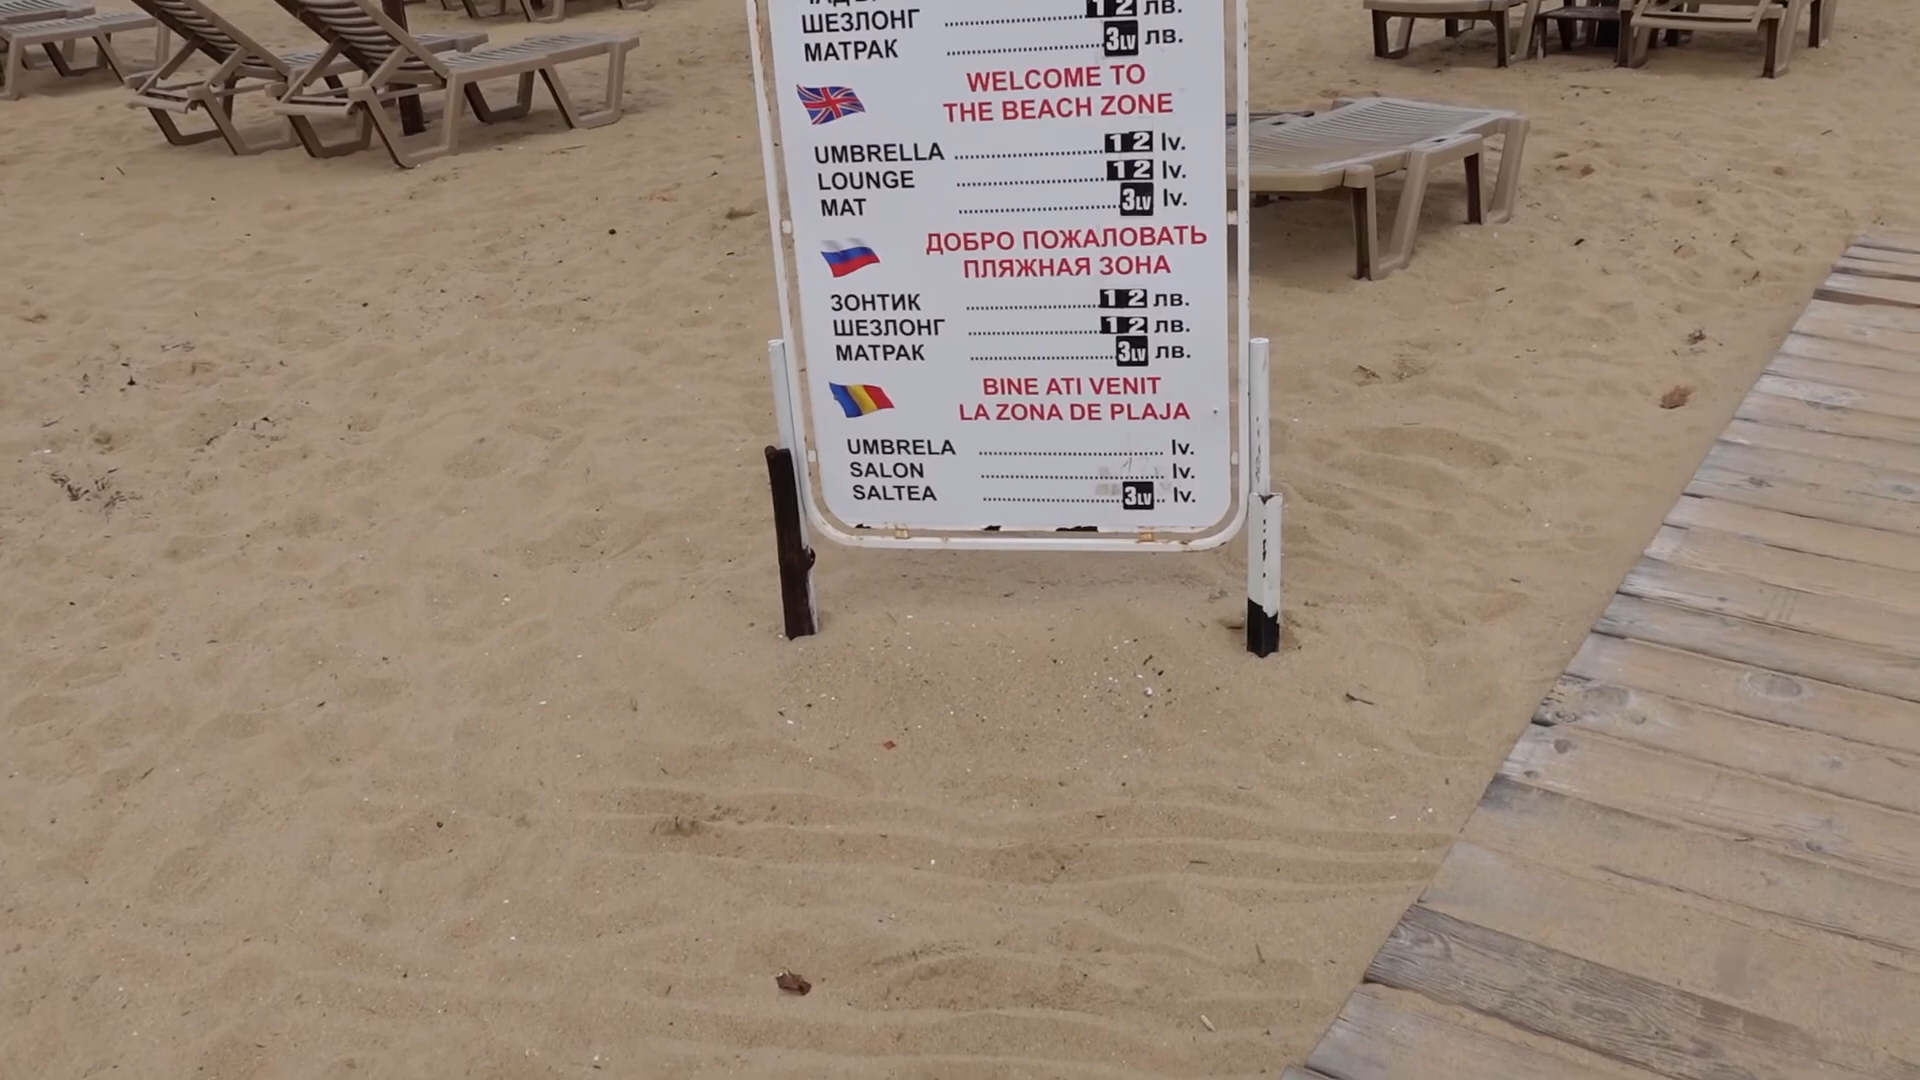 ШЕЗЛОНГ ........................ 12 лв.
МАТРАК ........................ 3LV лв.
WELCOME TO
THE BEACH ZONE
UMBRELLA ........................ 12 lv.
LOUNGE ........................ 12 lv.
MAT ........................ 3LV lv.
ДОБРО ПОЖАЛОВАТЬ
ПЛЯЖНАЯ ЗОНА
ЗОНТИК ........................ 12 лв.
ШЕЗЛОНГ ........................ 12 лв.
МАТРАК ........................ 3LV лв.
BINE ATI VENIT
LA ZONA DE PLAJA
UMBRELA ........................ lv.
SALON ........................ lv.
SALTEA ........................ 3LV lv.